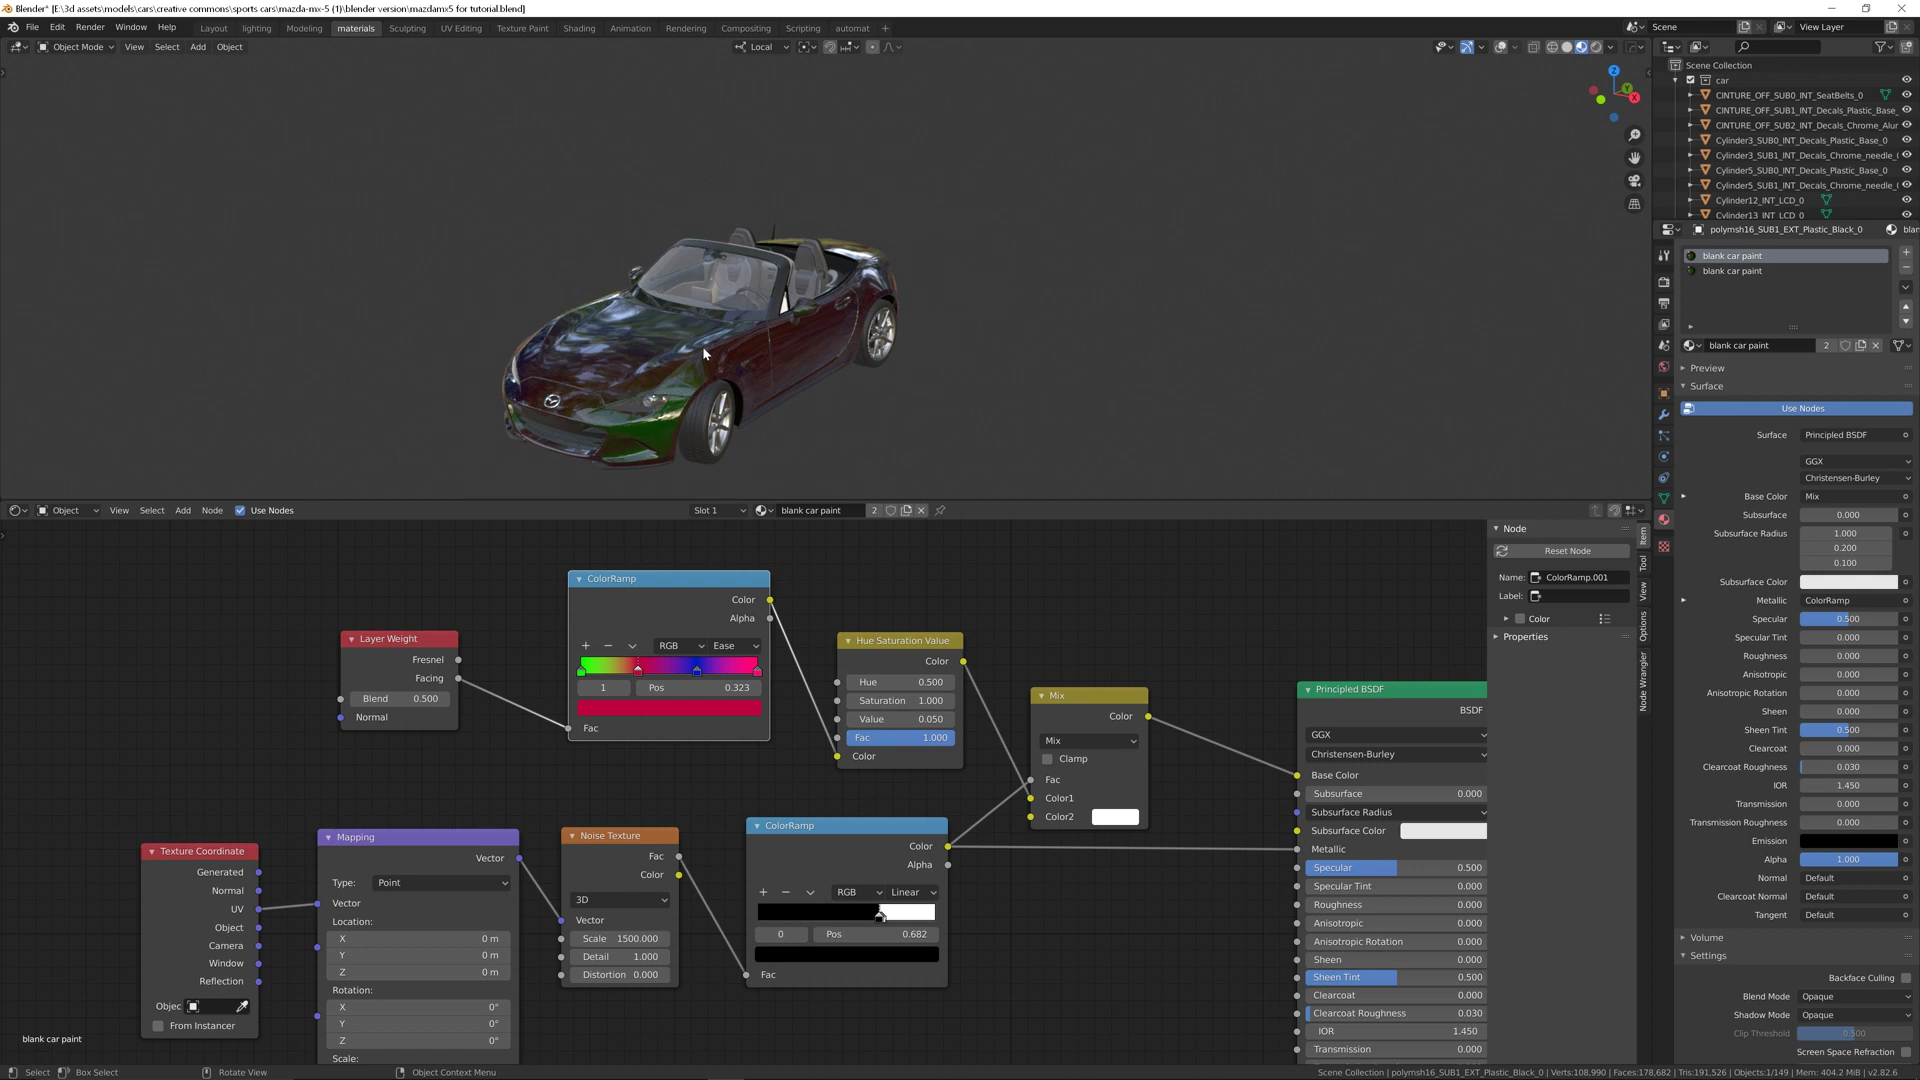 Blender* [E:\3d assets\models\cars\creative commons\sports cars\mazda-mx-5 (1)\blender version\mazdamx5 for tutorial.blend]
File Edit Render Window Help Layout lighting Modeling materials Sculpting UV Editing Texture Paint Shading Animation Rendering Compositing Scripting automat + Scene View Layer
Object Mode View Select Add Object Local
Scene Collection
car
CINTURE_OFF_SUB0_INT_SeatBelts_0
CINTURE_OFF_SUB1_INT_Decals_Plastic_Base_
CINTURE_OFF_SUB2_INT_Decals_Chrome_Alur
Cylinder3_SUB0_INT_Decals_Plastic_Base_0
Cylinder3_SUB1_INT_Decals_Chrome_needle_(
Cylinder5_SUB0_INT_Decals_Plastic_Base_0
Cylinder5_SUB1_INT_Decals_Chrome_needle_(
Cylinder12_INT_LCD_0
Cylinder13_INT_LCD_0
polymsh16_SUB1_EXT_Plastic_Black_0 blan
blank car paint
blank car paint
blank car paint 2
Preview
Surface
Use Nodes
Surface Principled BSDF
GGX
Christensen-Burley
Base Color Mix
Subsurface 0.000
Subsurface Radius 1.000
0.200
0.100
Subsurface Color
Metallic ColorRamp
Specular 0.500
Specular Tint 0.000
Roughness 0.000
Anisotropic 0.000
Anisotropic Rotation 0.000
Sheen 0.000
Sheen Tint 0.500
Clearcoat 0.000
Clearcoat Roughness 0.030
IOR 1.450
Transmission 0.000
Transmission Roughness 0.000
Emission
Alpha 1.000
Normal Default
Clearcoat Normal Default
Tangent Default
Volume
Settings
Backface Culling
Blend Mode Opaque
Shadow Mode Opaque
Clip Threshold 0.500
Screen Space Refraction
Object View Select Add Node Use Nodes Slot 1 blank car paint 2
Layer Weight
Fresnel
Facing
Blend 0.500
Normal
ColorRamp
Color
Alpha
+ − RGB Ease
1 Pos 0.323
Fac
Hue Saturation Value
Color
Hue 0.500
Saturation 1.000
Value 0.050
Fac 1.000
Color
Mix
Color
Mix
Clamp
Fac
Color1
Color2
Texture Coordinate
Generated
Normal
UV
Object
Camera
Window
Reflection
Objec
From Instancer
Mapping
Vector
Type: Point
Vector
Location:
X 0 m
Y 0 m
Z 0 m
Rotation:
X 0°
Y 0°
Z 0°
Scale:
Noise Texture
Fac
Color
3D
Vector
Scale 1500.000
Detail 1.000
Distortion 0.000
ColorRamp
Color
Alpha
+ − RGB Linear
0 Pos 0.682
Fac
Principled BSDF
BSDF
GGX
Christensen-Burley
Base Color
Subsurface 0.000
Subsurface Radius
Subsurface Color
Metallic
Specular 0.500
Specular Tint 0.000
Roughness 0.000
Anisotropic 0.000
Anisotropic Rotation 0.000
Sheen 0.000
Sheen Tint 0.500
Clearcoat 0.000
Clearcoat Roughness 0.030
IOR 1.450
Transmission 0.000
Node
Reset Node
Name: ColorRamp.001
Label:
Color
Properties
Item
Tool
View
Options
Node Wrangler
blank car paint
Select Box Select Rotate View Object Context Menu Scene Collection | polymsh16_SUB1_EXT_Plastic_Black_0 | Verts:108,990 | Faces:178,682 | Tris:191,526 | Objects:1/149 | Mem: 404.2 MiB | v2.82.6